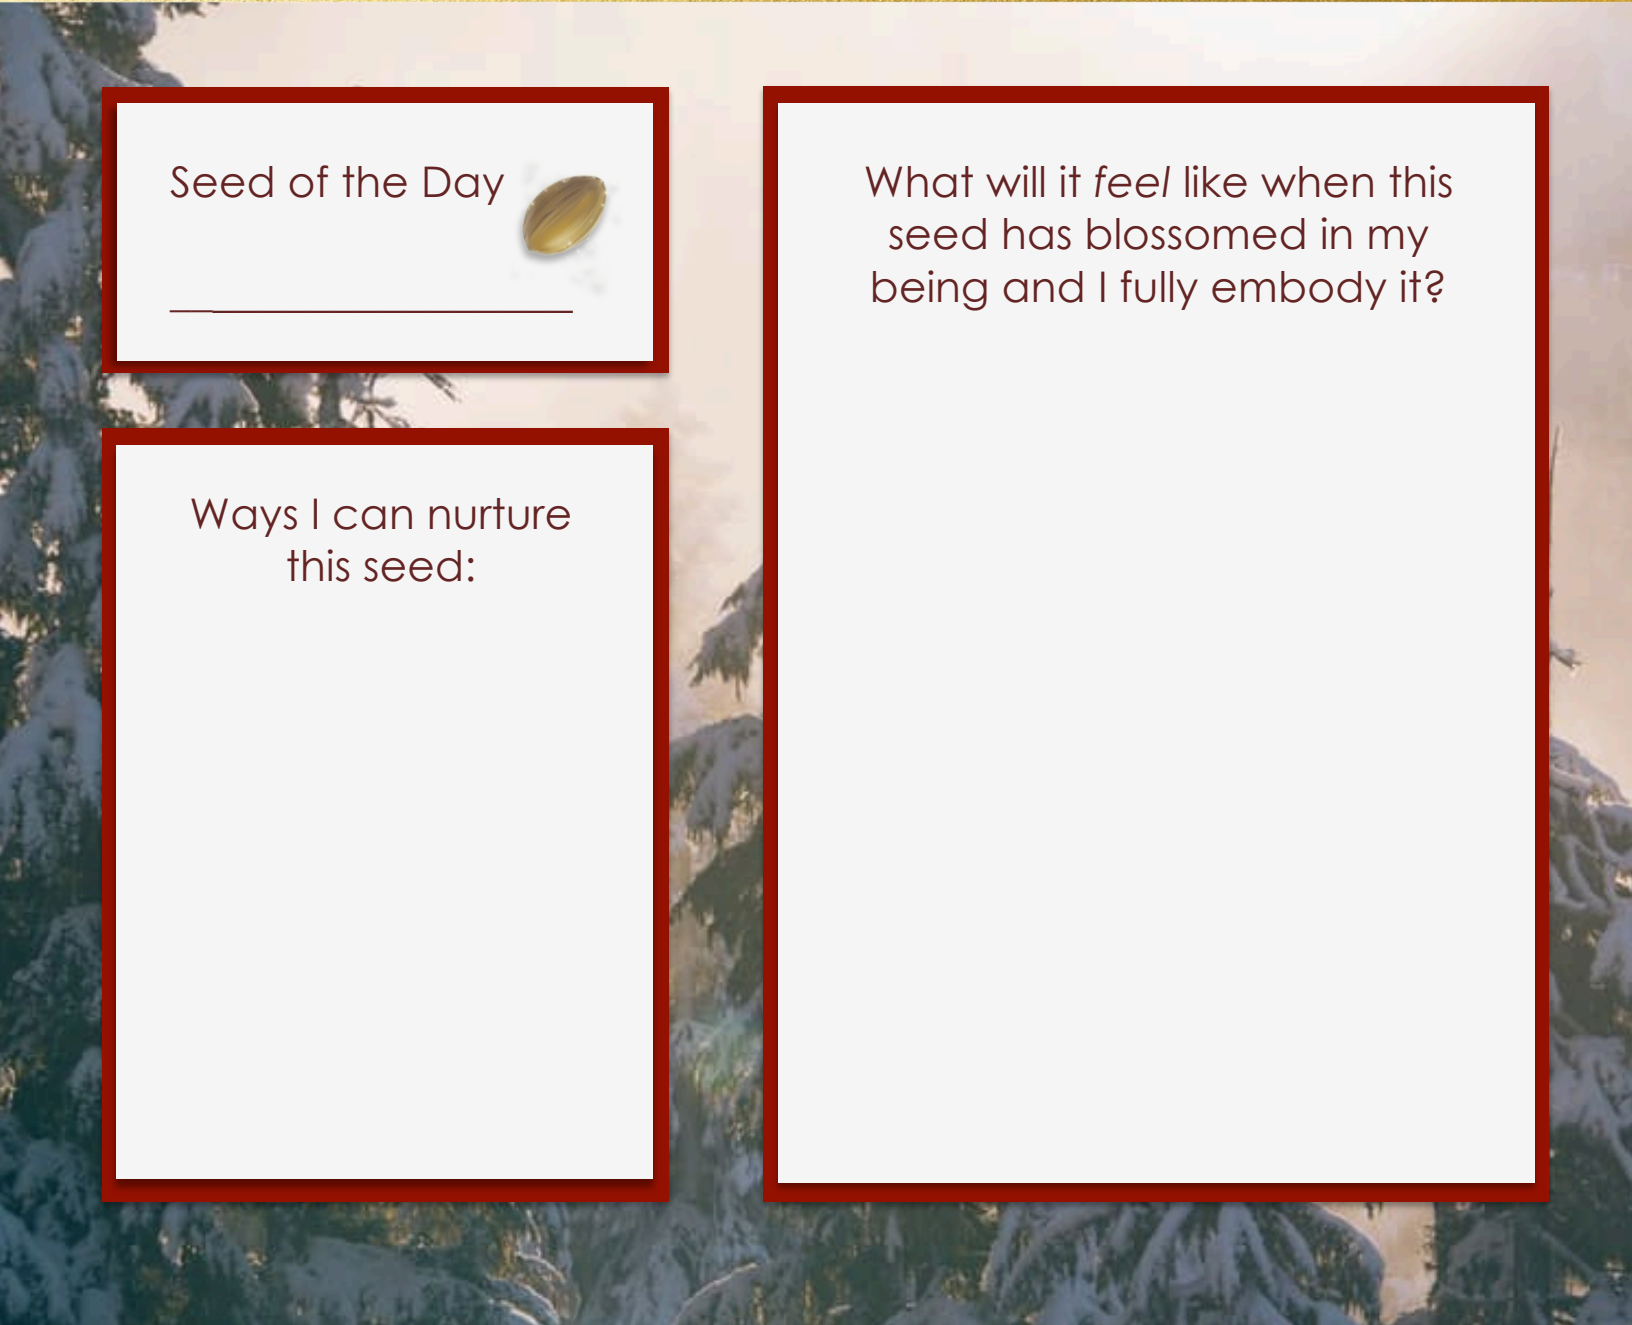 Seed of the Day
Ways I can nurture
this seed:
What will it feel like when this
seed has blossomed in my
being and I fully embody it?